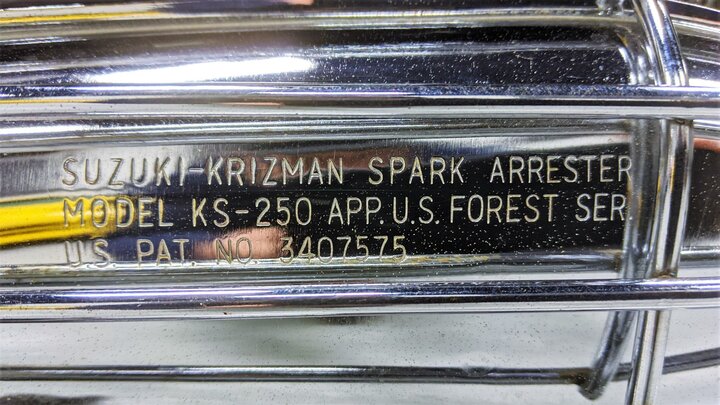 SUZUKI-KRIZMAN SPARK ARRESTER
MODEL KS-250 APP. U.S. FOREST SER
U.S. PAT. NO. 3407575